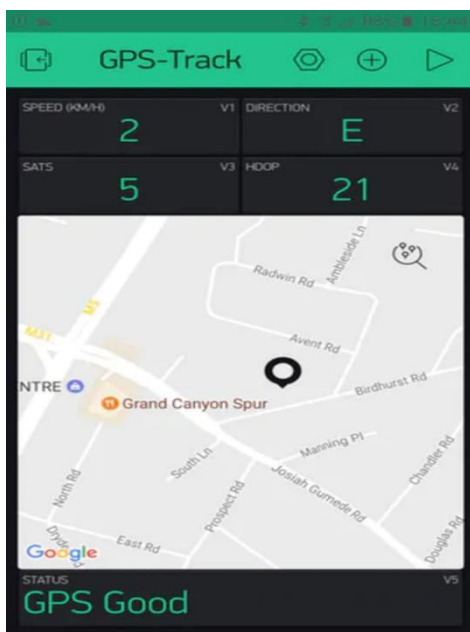 GPS-Track
SPEED (KM/H) V1
2
DIRECTION V2
E
SATS V3
5
HDOP V4
21
Ambleside Ln
Radwin Rd
M5
M31
Avent Rd
NTRE
Birdhurst Rd
Grand Canyon Spur
Manning Pl
South Ln
Josiah Gumede Rd
Chandler Rd
North Rd
Prospect Rd
East Rd
Douglas Rd
Google
STATUS V5
GPS Good